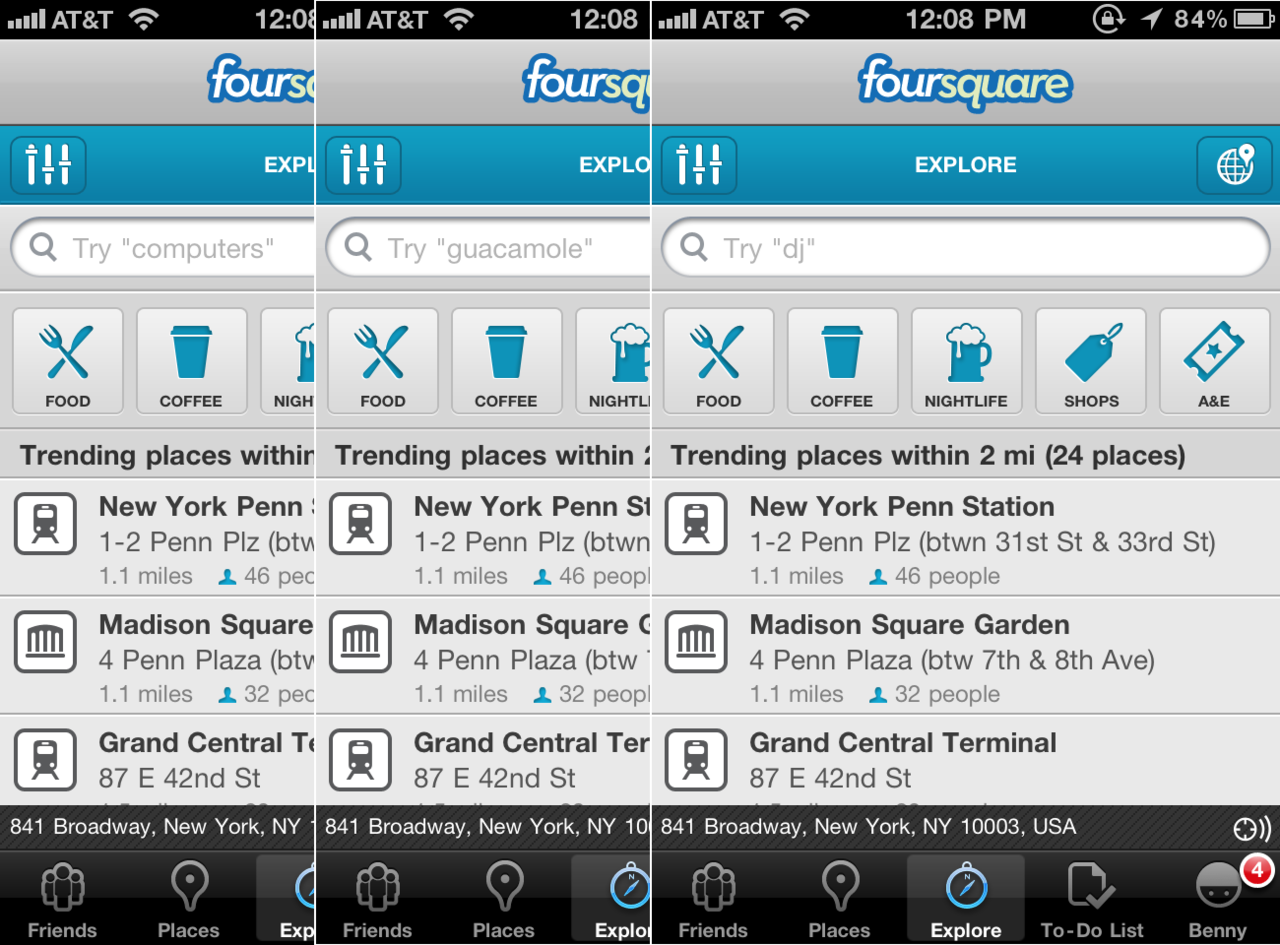 AT&T 12:08
foursq
EXPL
Try "computers"
FOOD COFFEE NIGH
Trending places within
New York Penn S
1-2 Penn Plz (btw
1.1 miles 46 peo
Madison Square
4 Penn Plaza (btw
1.1 miles 32 peo
Grand Central Te
87 E 42nd St
841 Broadway, New York, NY 1
Friends Places Exp
AT&T 12:08
foursqu
EXPLO
Try "guacamole"
FOOD COFFEE NIGHTLI
Trending places within 2
New York Penn St
1-2 Penn Plz (btwn
1.1 miles 46 peopl
Madison Square G
4 Penn Plaza (btw 7
1.1 miles 32 peopl
Grand Central Ter
87 E 42nd St
841 Broadway, New York, NY 100
Friends Places Explor
AT&T 12:08 PM 84%
foursquare
EXPLORE
Try "dj"
FOOD COFFEE NIGHTLIFE SHOPS A&E
Trending places within 2 mi (24 places)
New York Penn Station
1-2 Penn Plz (btwn 31st St & 33rd St)
1.1 miles 46 people
Madison Square Garden
4 Penn Plaza (btw 7th & 8th Ave)
1.1 miles 32 people
Grand Central Terminal
87 E 42nd St
841 Broadway, New York, NY 10003, USA
4
Friends Places Explore To-Do List Benny